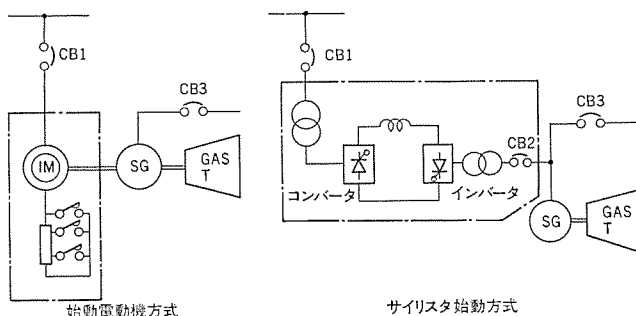 CB1
CB3
IM
SG
GAS
T
始動電動機方式
CB1
CB3
CB2
コンバータ
インバータ
SG
GAS
T
サイリスタ始動方式